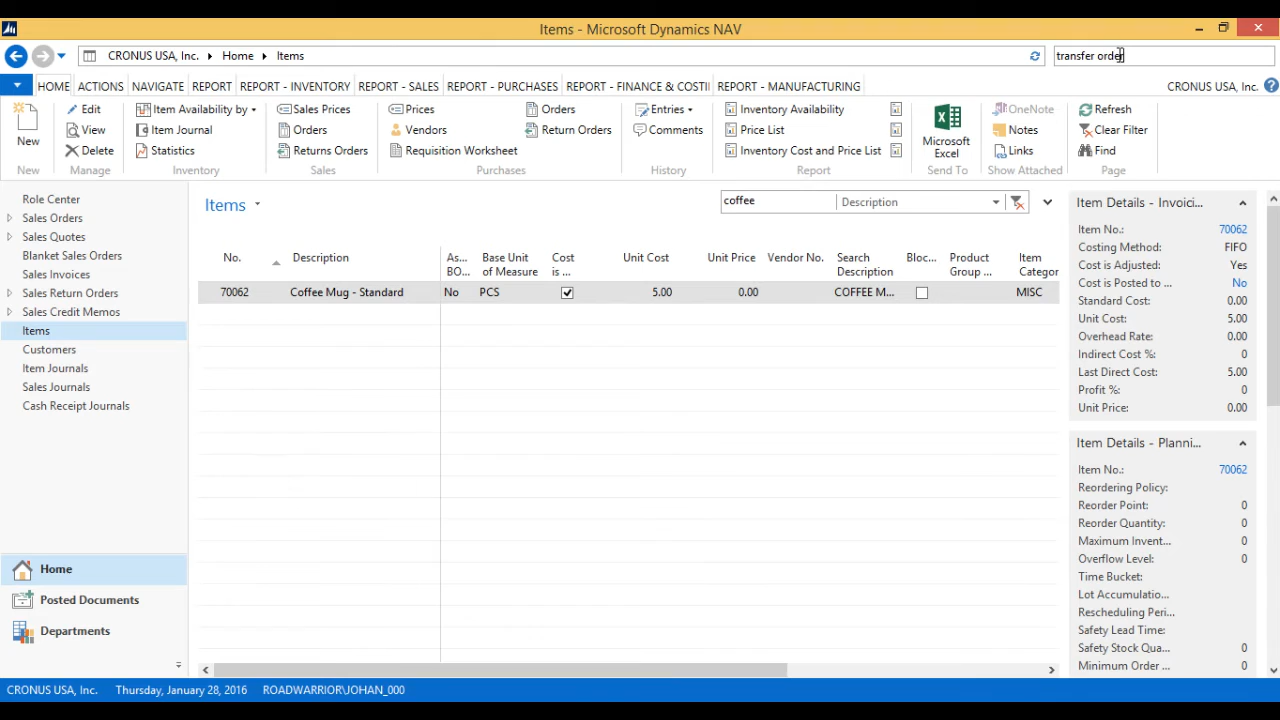 Items - Microsoft Dynamics NAV
CRONUS USA, Inc. Home Items
transfer order
HOME ACTIONS NAVIGATE REPORT REPORT - INVENTORY REPORT - SALES REPORT - PURCHASES REPORT - FINANCE & COSTII REPORT - MANUFACTURING CRONUS USA, Inc.
New
New
Edit
View
Delete
Manage
Item Availability by
Item Journal
Statistics
Inventory
Sales Prices
Orders
Returns Orders
Sales
Prices
Vendors
Requisition Worksheet
Orders
Return Orders
Purchases
Entries
Comments
History
Inventory Availability
Price List
Inventory Cost and Price List
Report
Microsoft
Excel
Send To
OneNote
Notes
Links
Show Attached
Refresh
Clear Filter
Find
Page
Role Center
Sales Orders
Sales Quotes
Blanket Sales Orders
Sales Invoices
Sales Return Orders
Sales Credit Memos
Items
Customers
Item Journals
Sales Journals
Cash Receipt Journals
Home
Posted Documents
Departments
Items
coffee Description
No. Description As... BO... Base Unit of Measure Cost is ... Unit Cost Unit Price Vendor No. Search Description Bloc... Product Group ... Item Categor
70062 Coffee Mug - Standard No PCS 5.00 0.00 COFFEE M... MISC
Item Details - Invoici...
Item No.: 70062
Costing Method: FIFO
Cost is Adjusted: Yes
Cost is Posted to ... No
Standard Cost: 0.00
Unit Cost: 5.00
Overhead Rate: 0.00
Indirect Cost %: 0
Last Direct Cost: 5.00
Profit %: 0
Unit Price: 0.00
Item Details - Planni...
Item No.: 70062
Reordering Policy:
Reorder Point: 0
Reorder Quantity: 0
Maximum Invent... 0
Overflow Level: 0
Time Bucket:
Lot Accumulatio...
Rescheduling Peri...
Safety Lead Time:
Safety Stock Qua... 0
Minimum Order ... 0
CRONUS USA, Inc. Thursday, January 28, 2016 ROADWARRIOR\JOHAN_000